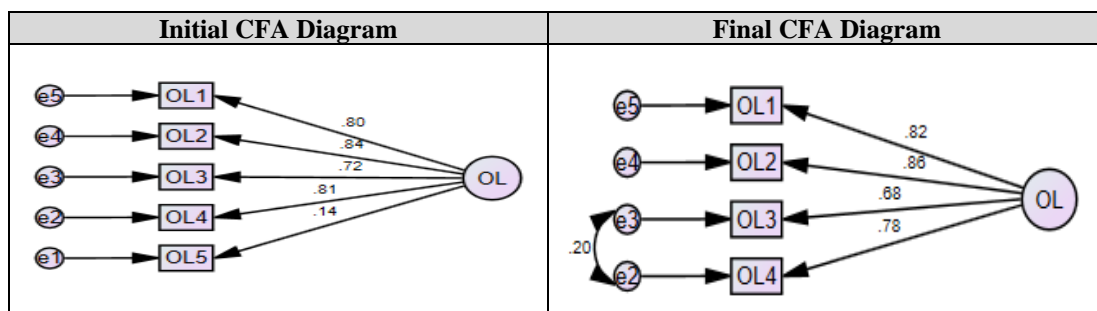 Initial CFA Diagram
Final CFA Diagram
e5 OL1
.80
e4 OL2
.84
e3 OL3
.72
OL
e2 OL4
.81
e1 OL5
.14
e5 OL1
.82
e4 OL2
.86
e3 OL3
.68
OL
.20
e2 OL4
.78